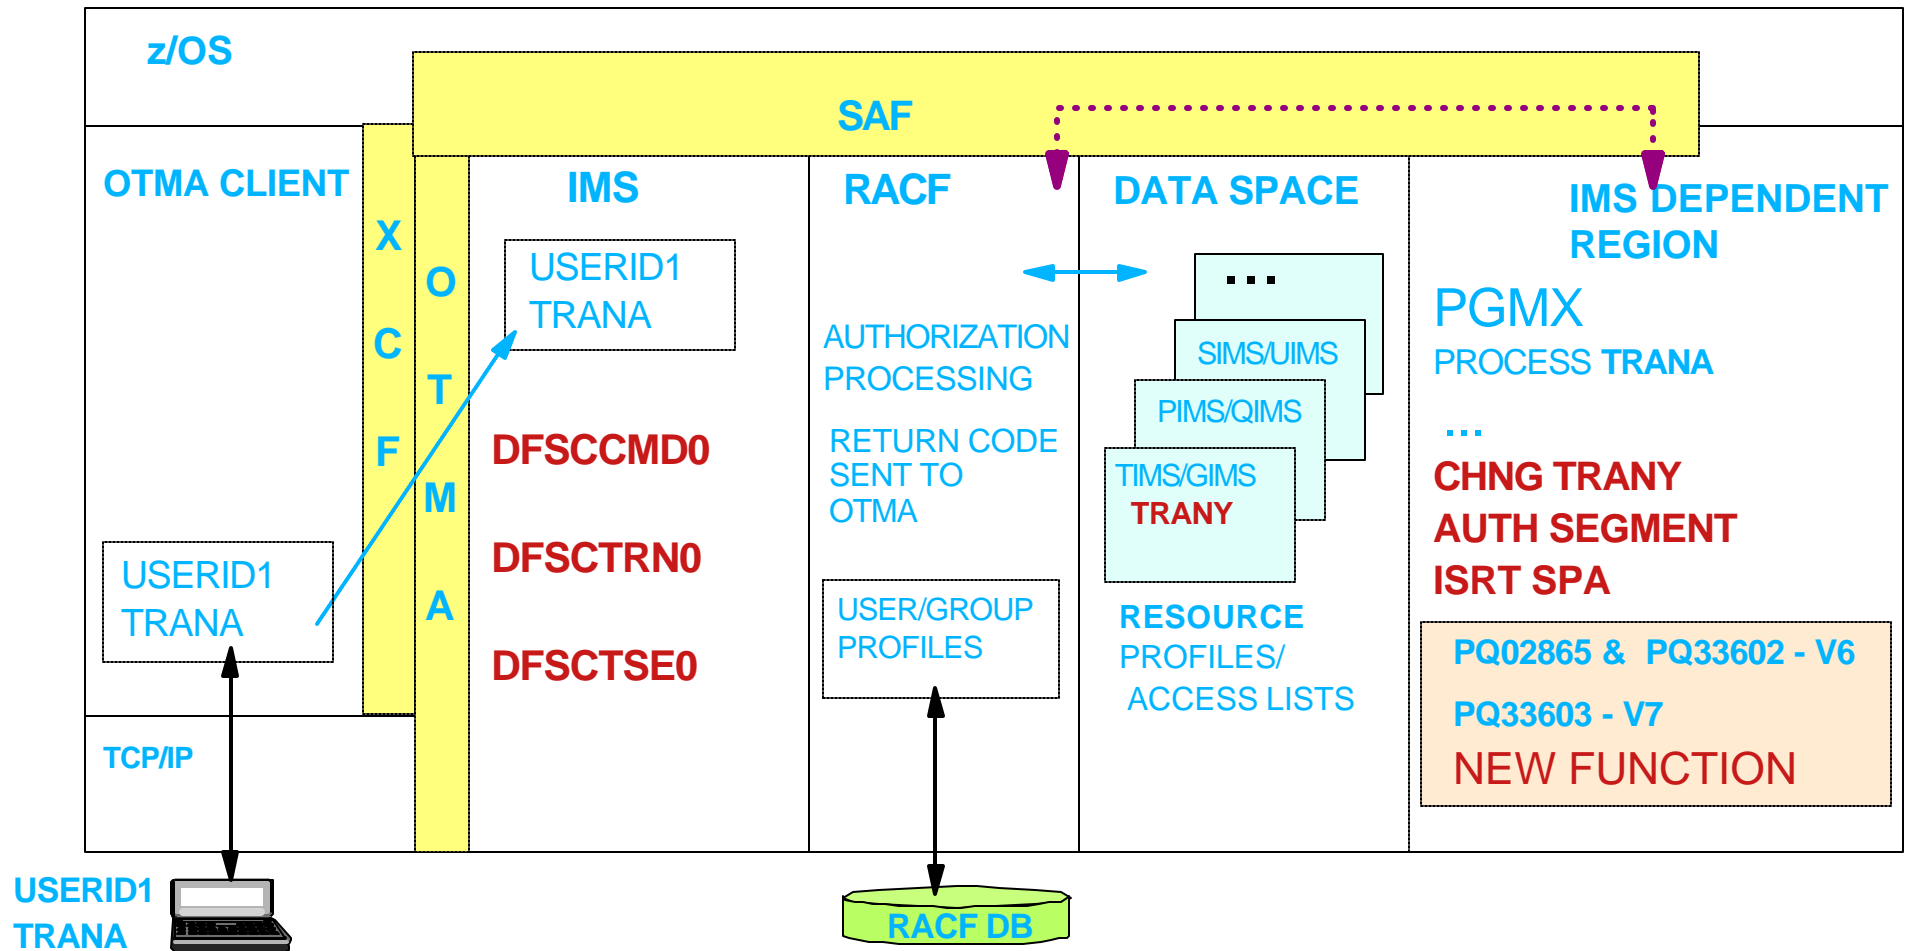 z/OS
SAF
OTMA CLIENT
X
C
F
O
T
M
A
USERID1
TRANA
TCP/IP
USERID1
TRANA
IMS
USERID1
TRANA
DFSCCMD0
DFSCTRN0
DFSCTSE0
RACF
AUTHORIZATION
PROCESSING
RETURN CODE
SENT TO
OTMA
USER/GROUP
PROFILES
RACF DB
DATA SPACE
...
SIMS/UIMS
PIMS/QIMS
TIMS/GIMS
TRANY
RESOURCE
PROFILES/
ACCESS LISTS
IMS DEPENDENT
REGION
PGMX
PROCESS TRANA
...
CHNG TRANY
AUTH SEGMENT
ISRT SPA
PQ02865 & PQ33602 - V6
PQ33603 - V7
NEW FUNCTION